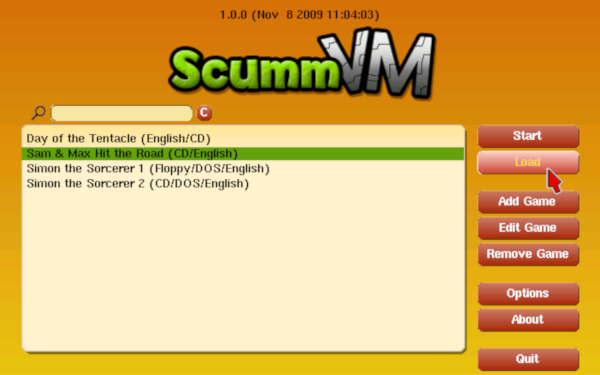 1.0.0 (Nov 8 2009 11:04:03)
ScummVM
C
Day of the Tentacle (English/CD)
Sam & Max Hit the Road (CD/English)
Simon the Sorcerer 1 (Floppy/DOS/English)
Simon the Sorcerer 2 (CD/DOS/English)
Start
Load
Add Game
Edit Game
Remove Game
Options
About
Quit